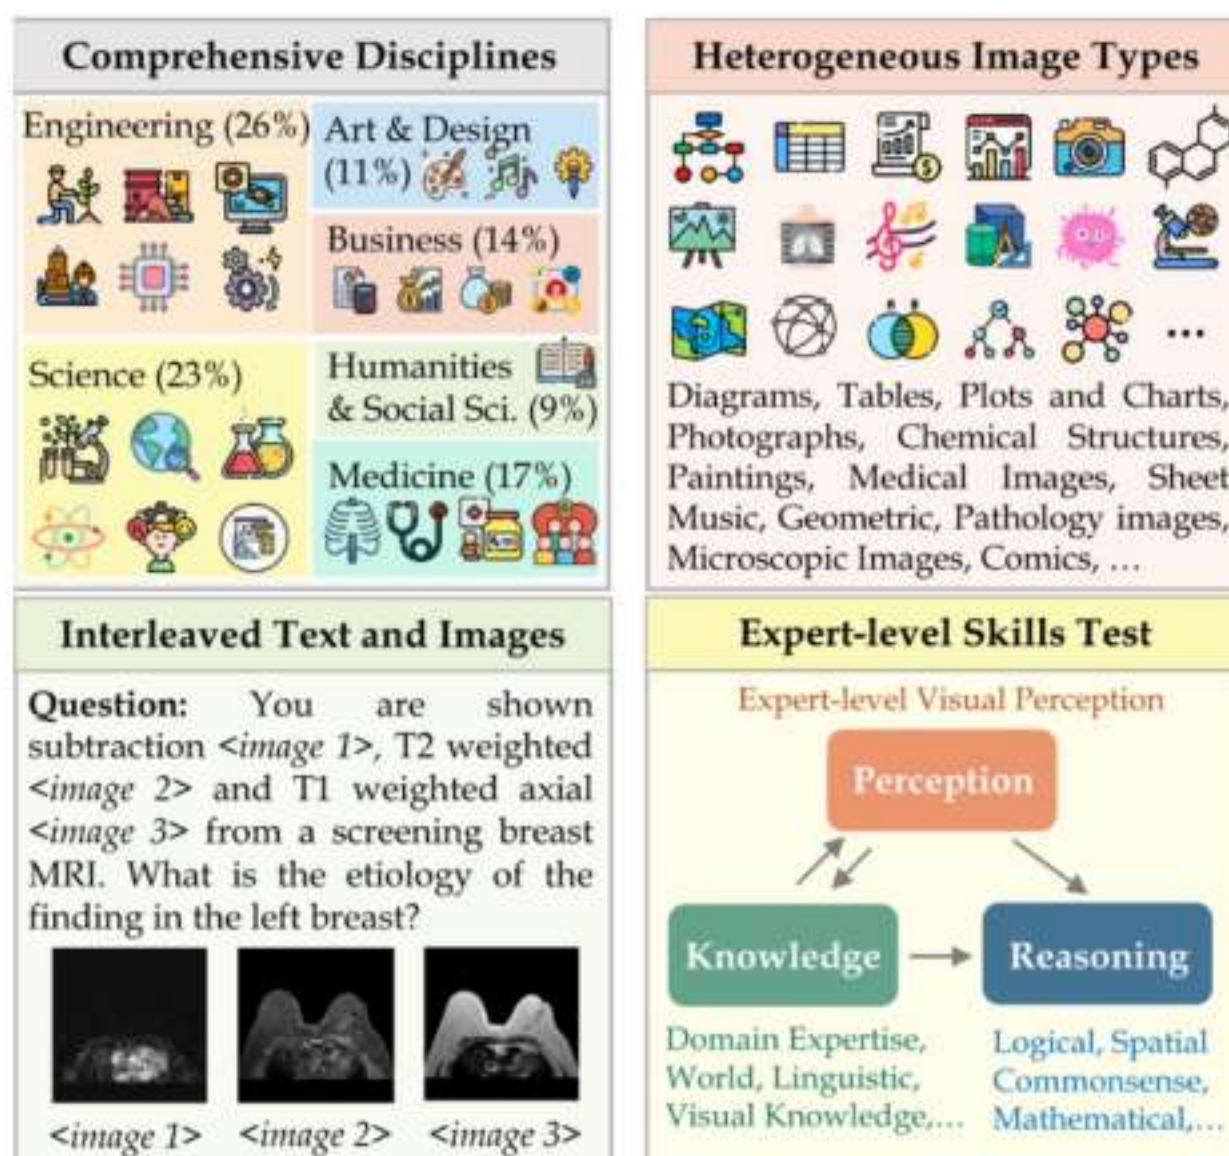 Comprehensive Disciplines
Engineering (26%)
Art & Design
(11%)
Business (14%)
Science (23%)
Humanities
& Social Sci. (9%)
Medicine (17%)
Heterogeneous Image Types
...
Diagrams, Tables, Plots and Charts,
Photographs, Chemical Structures,
Paintings, Medical Images, Sheet
Music, Geometric, Pathology images,
Microscopic Images, Comics, …
Interleaved Text and Images
Question: You are shown
subtraction <image 1>, T2 weighted
<image 2> and T1 weighted axial
<image 3> from a screening breast
MRI. What is the etiology of the
finding in the left breast?
<image 1> <image 2> <image 3>
Expert-level Skills Test
Expert-level Visual Perception
Perception
Knowledge
Reasoning
Domain Expertise,
World, Linguistic,
Visual Knowledge,…
Logical, Spatial
Commonsense,
Mathematical,…